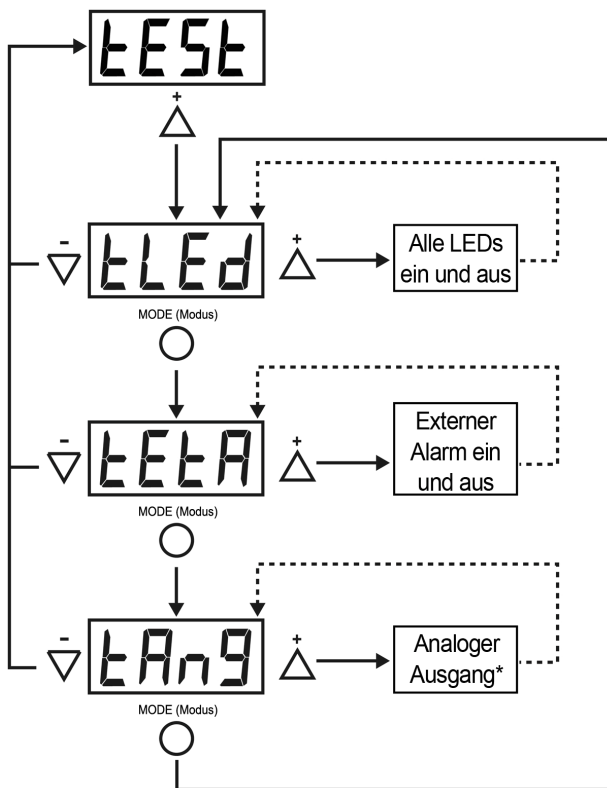 tESt
+
- tLEd +
Alle LEDs
ein und aus
MODE (Modus)
- tEtA +
Externer
Alarm ein
und aus
MODE (Modus)
- tAng +
Analoger
Ausgang*
MODE (Modus)